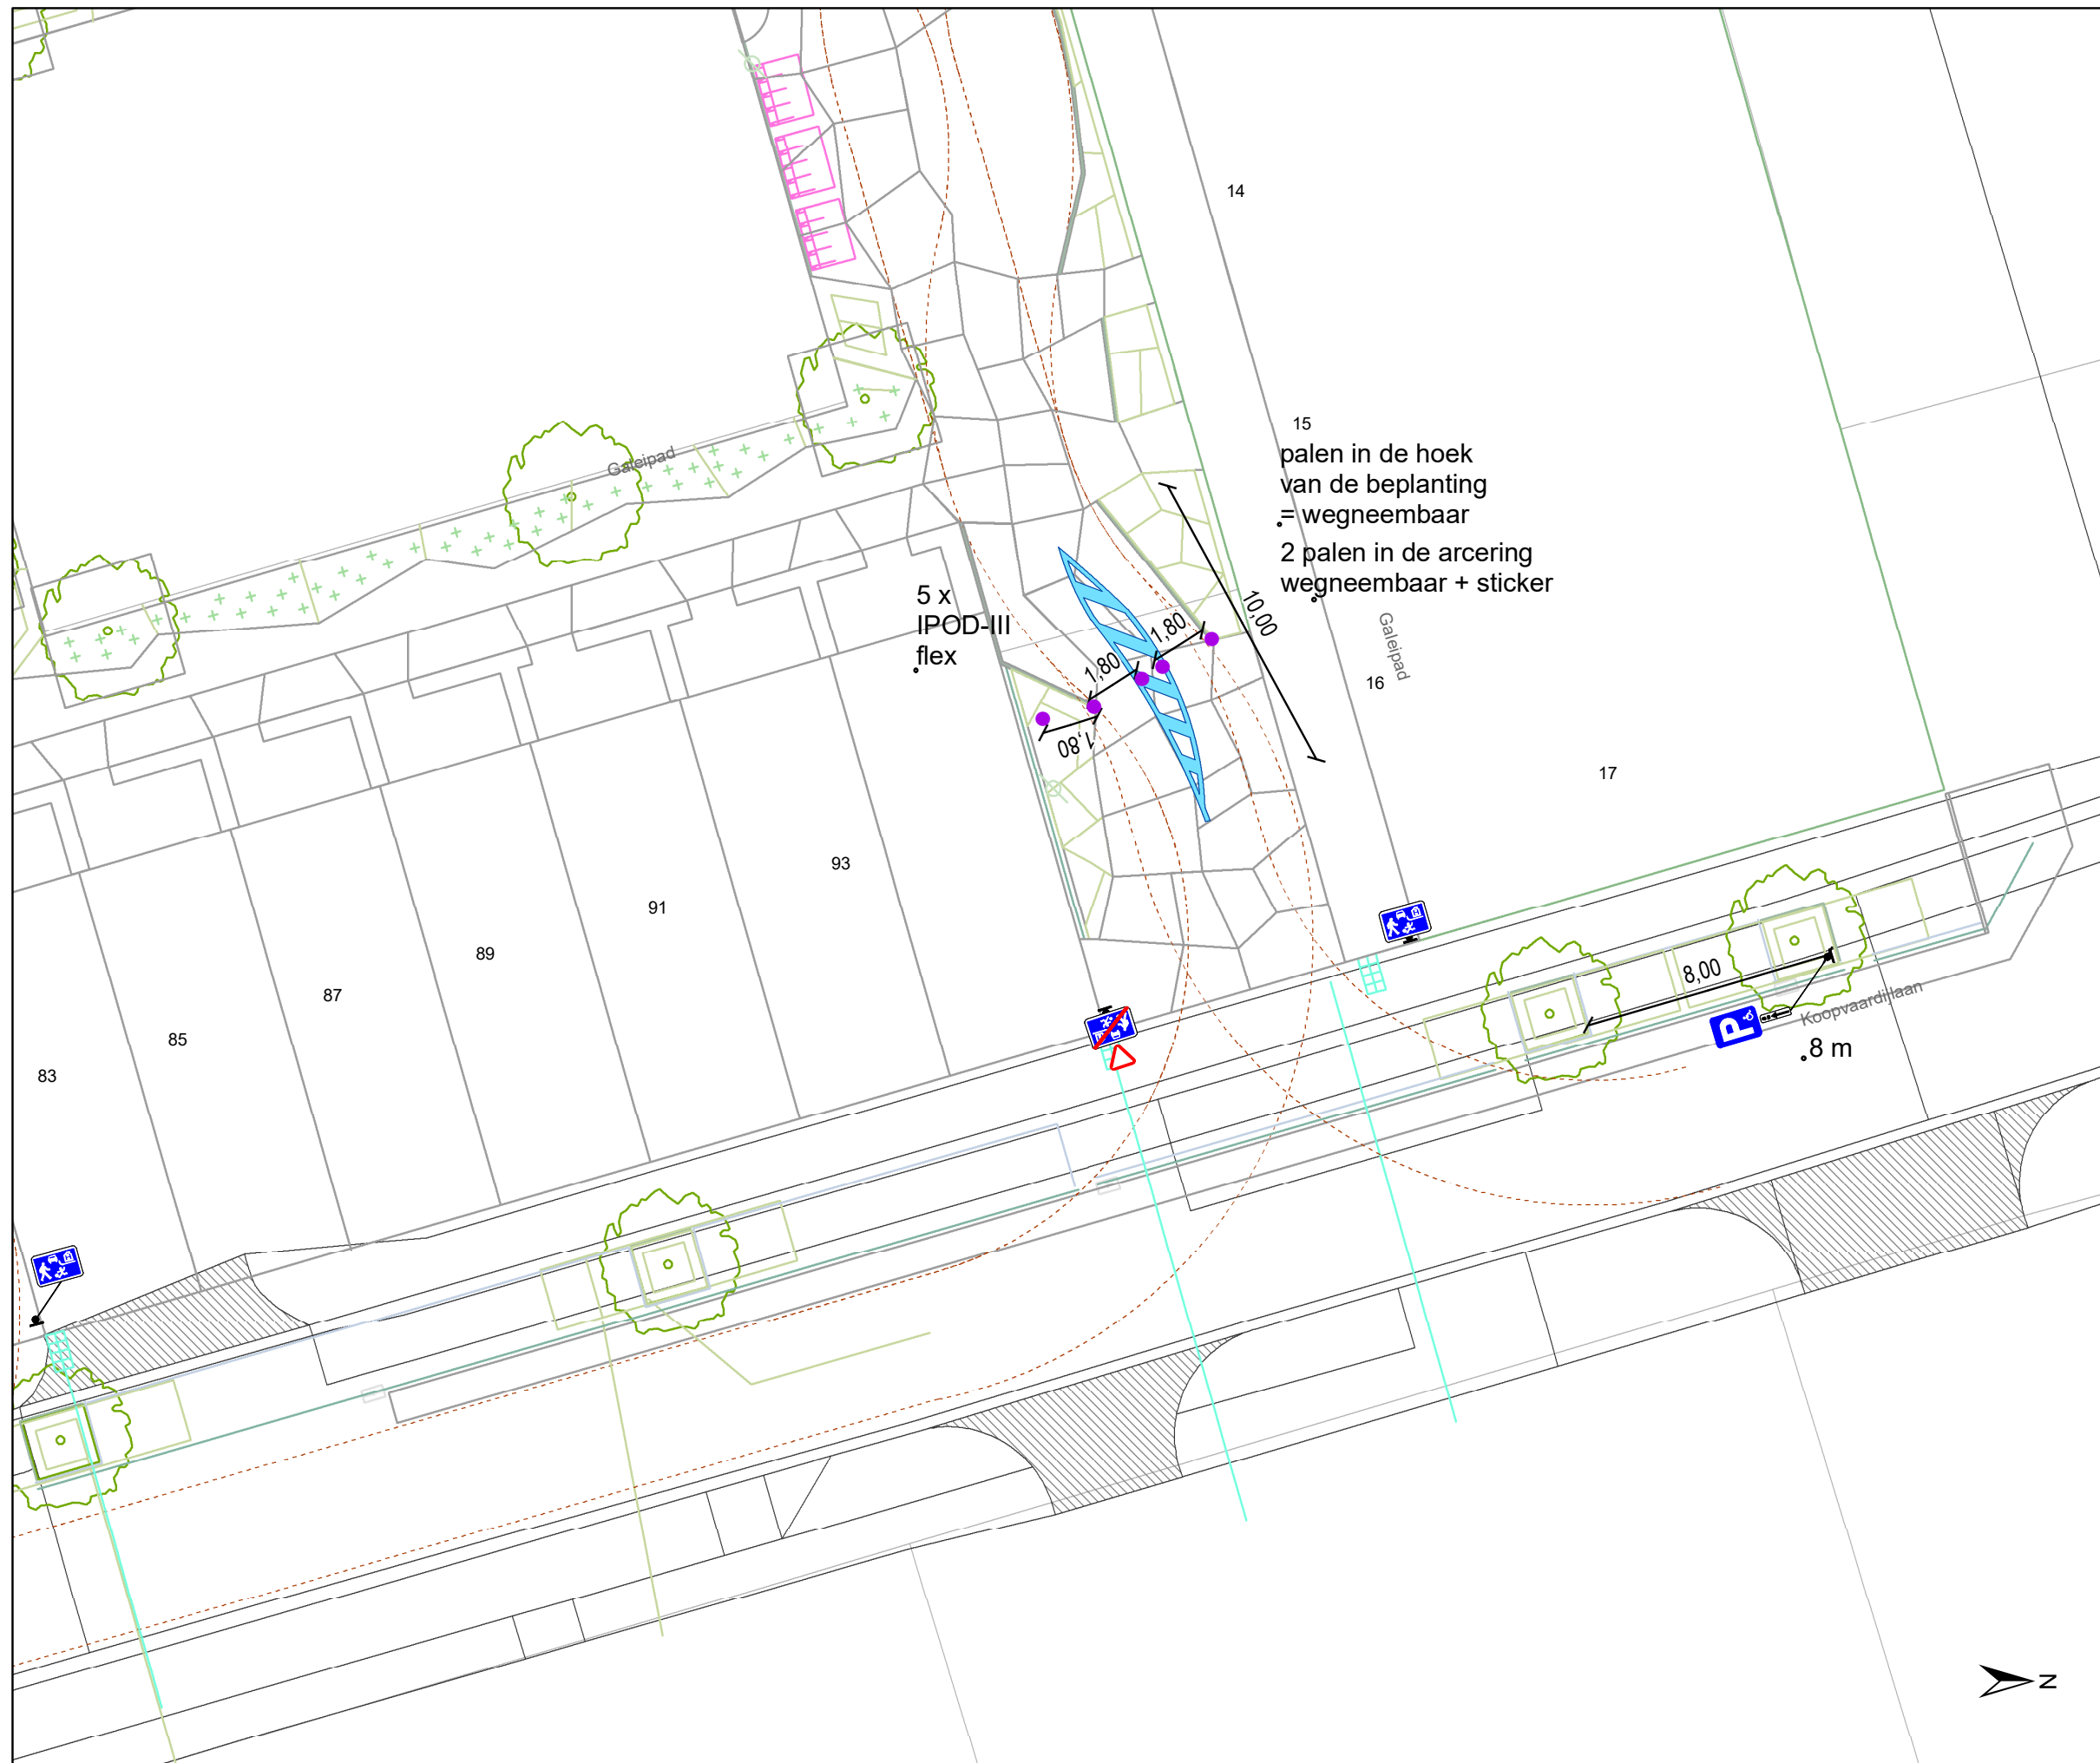 14
15
palen in de hoek
van de beplanting
= wegneembaar
2 palen in de arcering
wegneembaar + sticker
Galeipad
5 x
IPOD-III
flex
10,00
1,80
1,80
1,80
Galeipad
16
17
93
91
89
87
85
83
8,00
P
Koopvaardijlaan
8 m
N